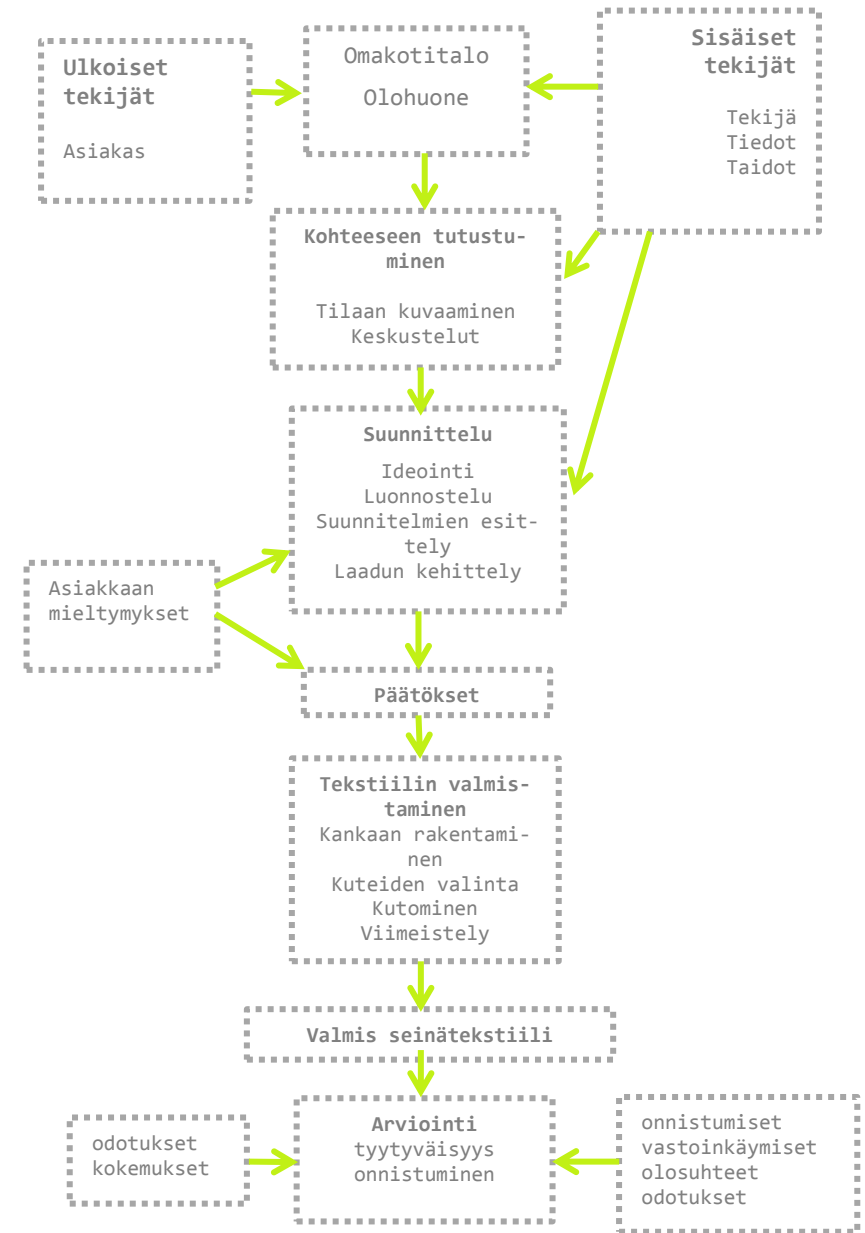 Ulkoiset
tekijät
Asiakas
Omakotitalo
Olohuone
Sisäiset
tekijät
Tekijä
Tiedot
Taidot
Kohteeseen tutustu-
minen
Tilaan kuvaaminen
Keskustelut
Suunnittelu
Ideointi
Luonnostelu
Suunnitelmien esit-
tely
Laadun kehittely
Asiakkaan
mieltymykset
Päätökset
Tekstiilin valmis-
taminen
Kankaan rakentami-
nen
Kuteiden valinta
Kutominen
Viimeistely
Valmis seinätekstiili
Arviointi
tyytyväisyys
onnistuminen
odotukset
kokemukset
onnistumiset
vastoinkäymiset
olosuhteet
odotukset